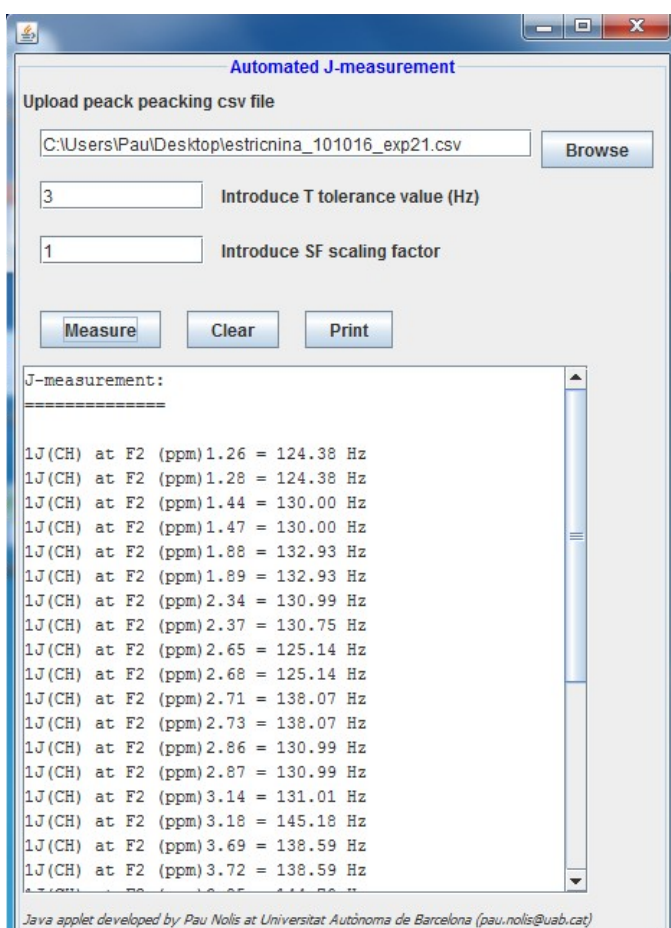 Automated J-measurement
Upload peack peacking csv file
C:\Users\Pau\Desktop\estricnina_101016_exp21.csv Browse
3 Introduce T tolerance value (Hz)
1 Introduce SF scaling factor
Measure Clear Print
J-measurement:
==============
1J(CH) at F2 (ppm)1.26 = 124.38 Hz
1J(CH) at F2 (ppm)1.28 = 124.38 Hz
1J(CH) at F2 (ppm)1.44 = 130.00 Hz
1J(CH) at F2 (ppm)1.47 = 130.00 Hz
1J(CH) at F2 (ppm)1.88 = 132.93 Hz
1J(CH) at F2 (ppm)1.89 = 132.93 Hz
1J(CH) at F2 (ppm)2.34 = 130.99 Hz
1J(CH) at F2 (ppm)2.37 = 130.75 Hz
1J(CH) at F2 (ppm)2.65 = 125.14 Hz
1J(CH) at F2 (ppm)2.68 = 125.14 Hz
1J(CH) at F2 (ppm)2.71 = 138.07 Hz
1J(CH) at F2 (ppm)2.73 = 138.07 Hz
1J(CH) at F2 (ppm)2.86 = 130.99 Hz
1J(CH) at F2 (ppm)2.87 = 130.99 Hz
1J(CH) at F2 (ppm)3.14 = 131.01 Hz
1J(CH) at F2 (ppm)3.18 = 145.18 Hz
1J(CH) at F2 (ppm)3.69 = 138.59 Hz
1J(CH) at F2 (ppm)3.72 = 138.59 Hz
Java applet developed by Pau Nolis at Universitat Autònoma de Barcelona (pau.nolis@uab.cat)